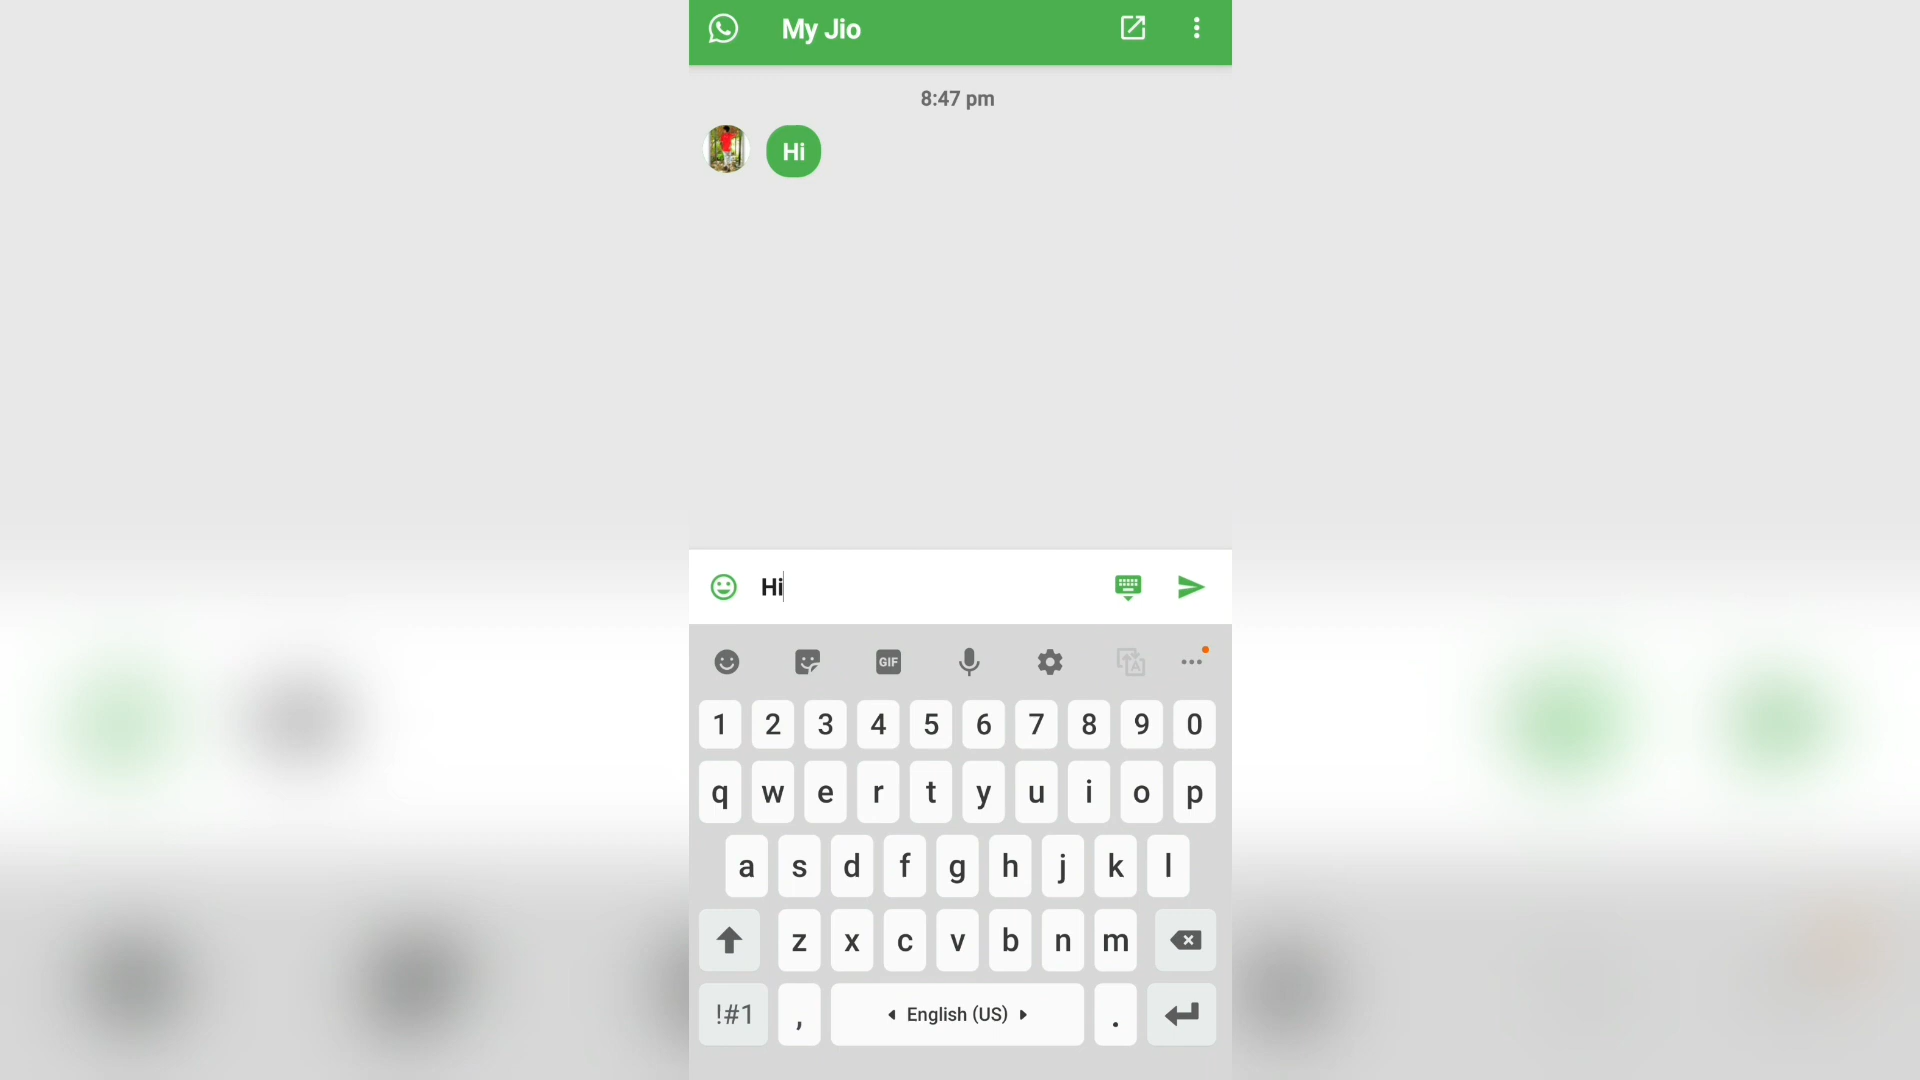 My Jio
8:47 pm
Hi
Hi
GIF
1 2 3 4 5 6 7 8 9 0
q w e r t y u i o p
a s d f g h j k l
z x c v b n m
!#1 , English (US) .